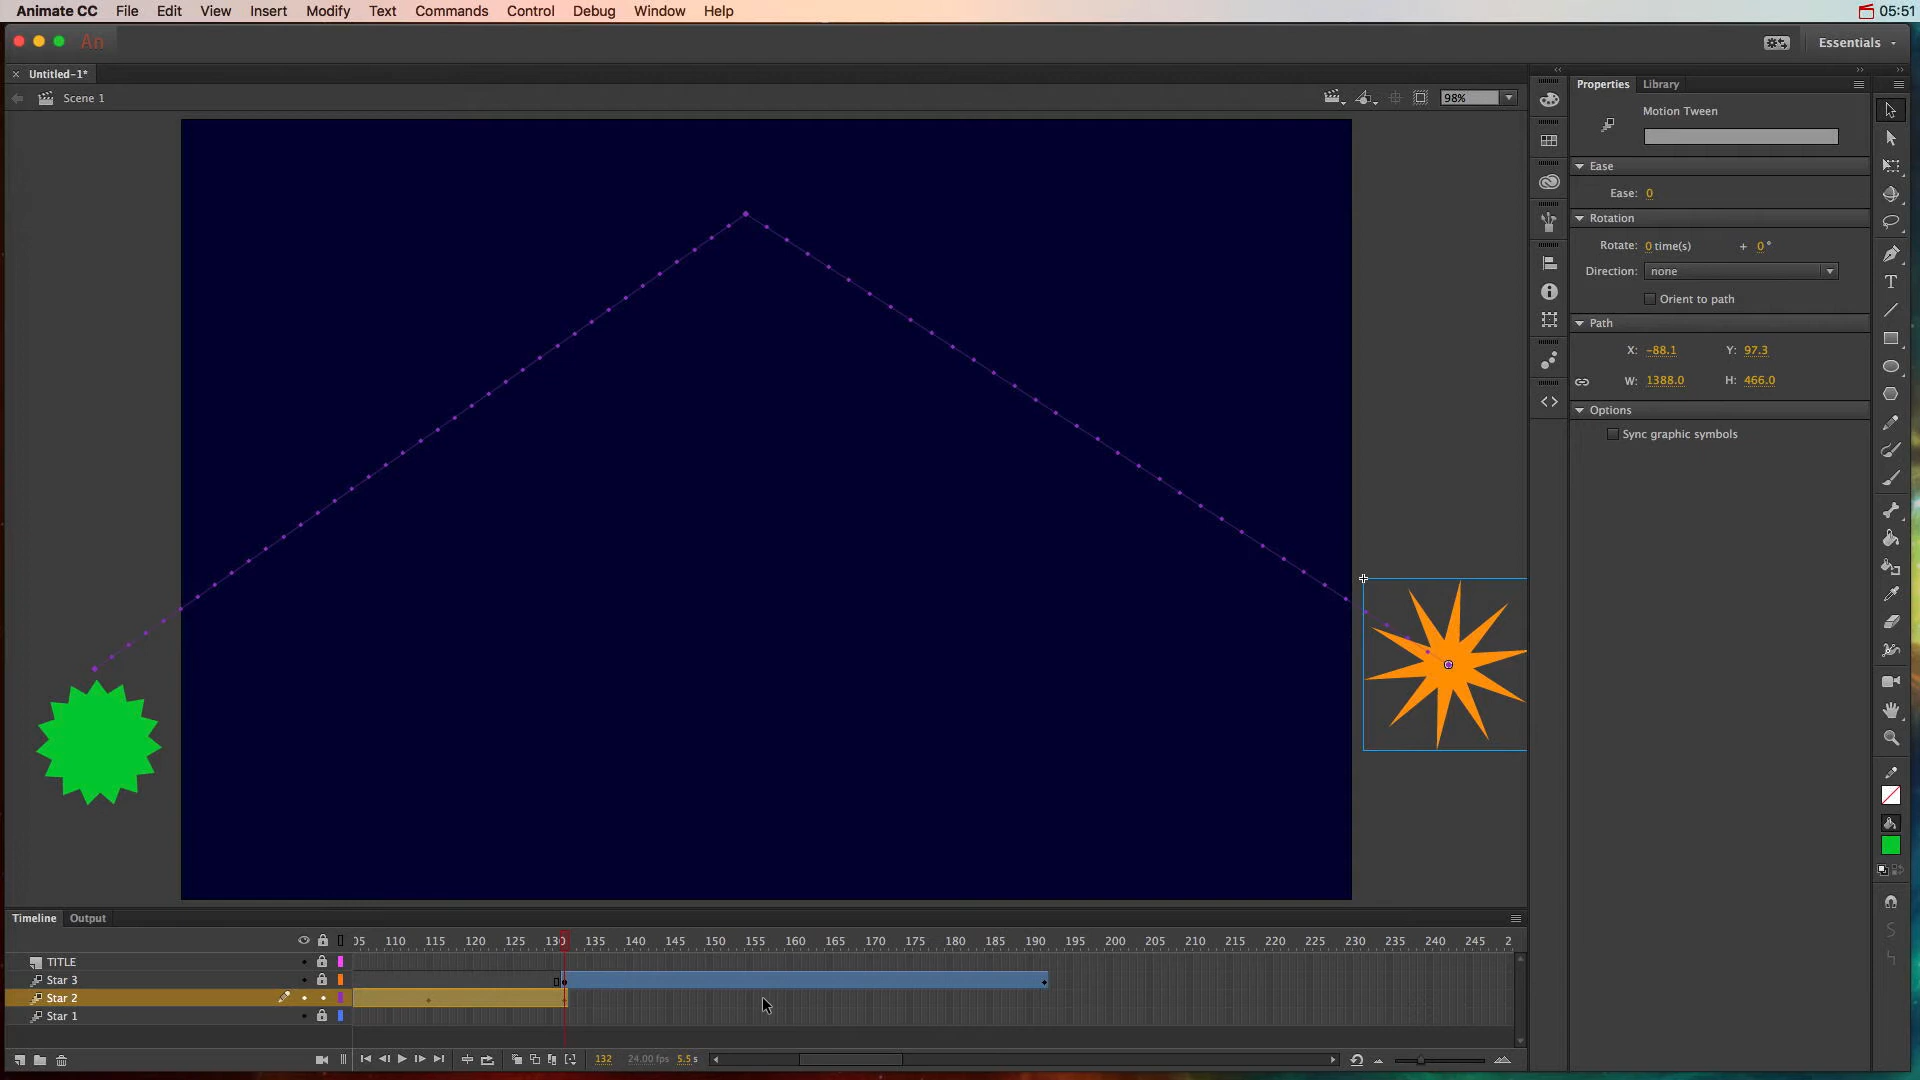 Animate CC File Edit View Insert Modify Text Commands Control Debug Window Help 05:51
An Essentials
Untitled-1*
Scene 1 98%
Properties Library
Motion Tween
Ease
Ease: 0
Rotation
Rotate: 0 time(s) + 0°
Direction: none
Orient to path
Path
X: -88.1 Y: 97.3
W: 1388.0 H: 466.0
Options
Sync graphic symbols
Timeline Output
05 110 115 120 125 130 135 140 145 150 155 160 165 170 175 180 185 190 195 200 205 210 215 220 225 230 235 240 245 2
TITLE
Star 3
Star 2
Star 1
132 24.00 fps 5.5 s